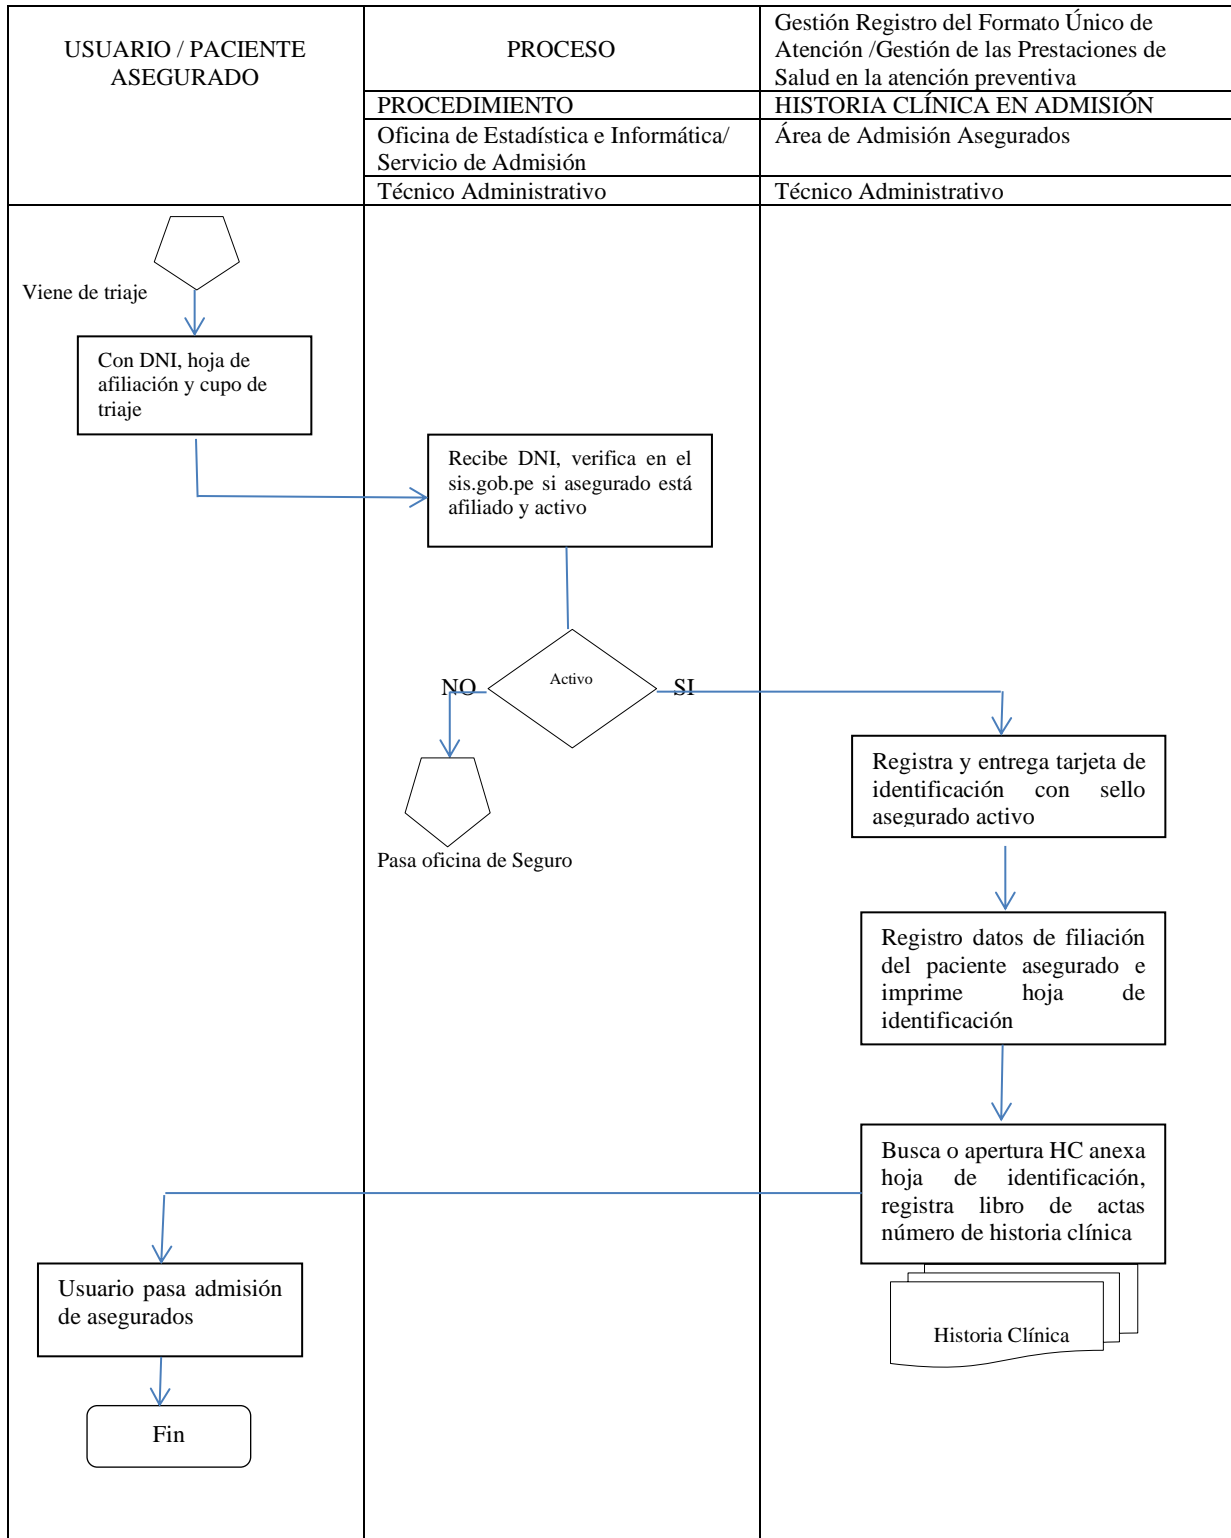 USUARIO / PACIENTE
ASEGURADO
PROCESO
Gestión Registro del Formato Único de
Atención /Gestión de las Prestaciones de
Salud en la atención preventiva
PROCEDIMIENTO
HISTORIA CLÍNICA EN ADMISIÓN
Oficina de Estadística e Informática/
Servicio de Admisión
Área de Admisión Asegurados
Técnico Administrativo
Técnico Administrativo
Viene de triaje
Con DNI, hoja de
afiliación y cupo de
triaje
Recibe DNI, verifica en el
sis.gob.pe si asegurado está
afiliado y activo
Activo
NO
SI
Pasa oficina de Seguro
Registra y entrega tarjeta de
identificación con sello
asegurado activo
Registro datos de filiación
del paciente asegurado e
imprime hoja de
identificación
Busca o apertura HC anexa
hoja de identificación,
registra libro de actas
número de historia clínica
Historia Clínica
Usuario pasa admisión
de asegurados
Fin